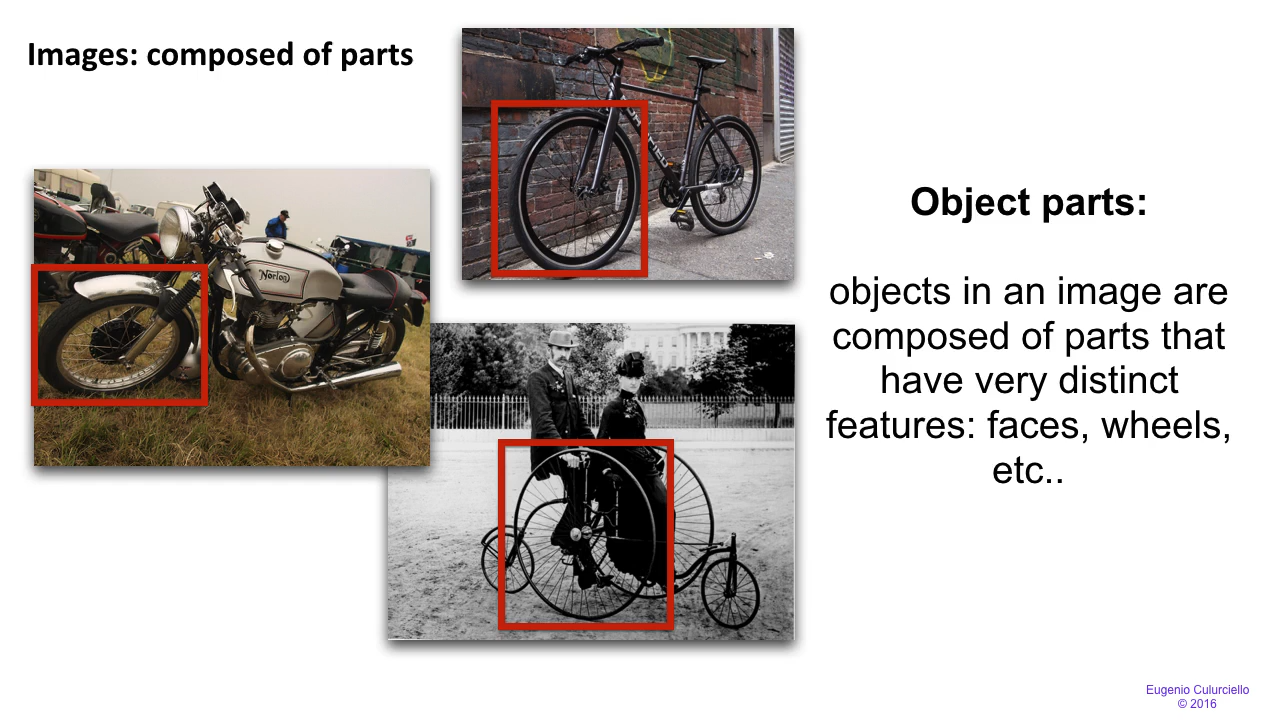 Images: composed of parts
Norton
Object parts:
objects in an image are
composed of parts that
have very distinct
features: faces, wheels,
etc..
Eugenio Culurciello
© 2016